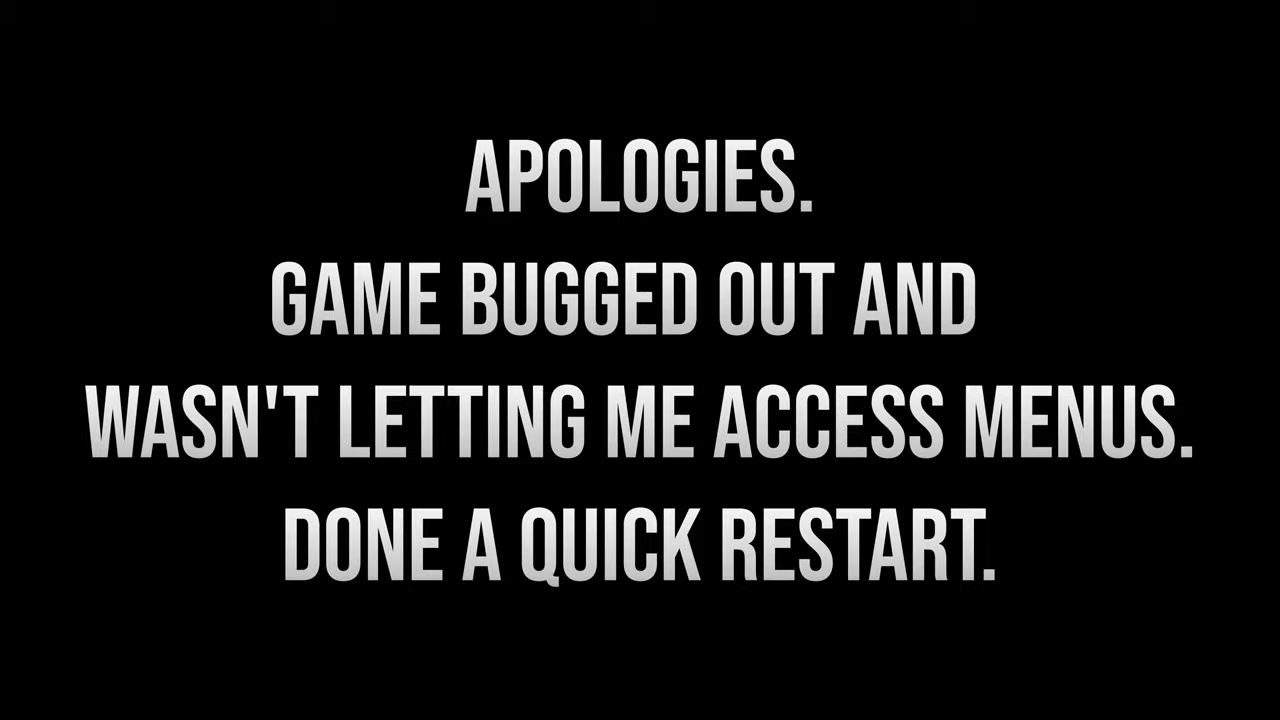 APOLOGIES.
GAME BUGGED OUT AND
WASN'T LETTING ME ACCESS MENUS.
DONE A QUICK RESTART.